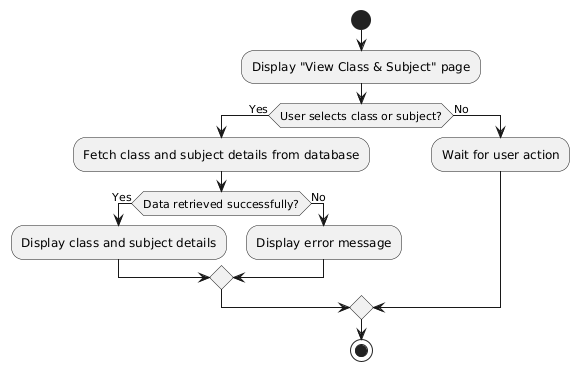 Display "View Class & Subject" page
Yes
User selects class or subject?
No
Fetch class and subject details from database
Wait for user action
Yes
Data retrieved successfully?
No
Display class and subject details
Display error message